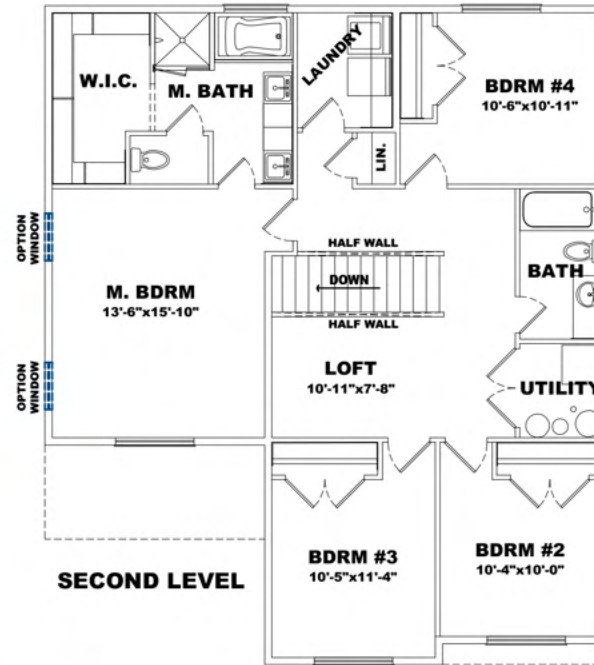 LAUNDRY
W.I.C.
M. BATH
BDRM #4
10'-6"x10'-11"
LIN.
OPTION
WINDOW
HALF WALL
DOWN
HALF WALL
BATH
M. BDRM
13'-6"x15'-10"
OPTION
WINDOW
LOFT
10'-11"x7'-8"
UTILITY
BDRM #3
10'-5"x11'-4"
BDRM #2
10'-4"x10'-0"
SECOND LEVEL